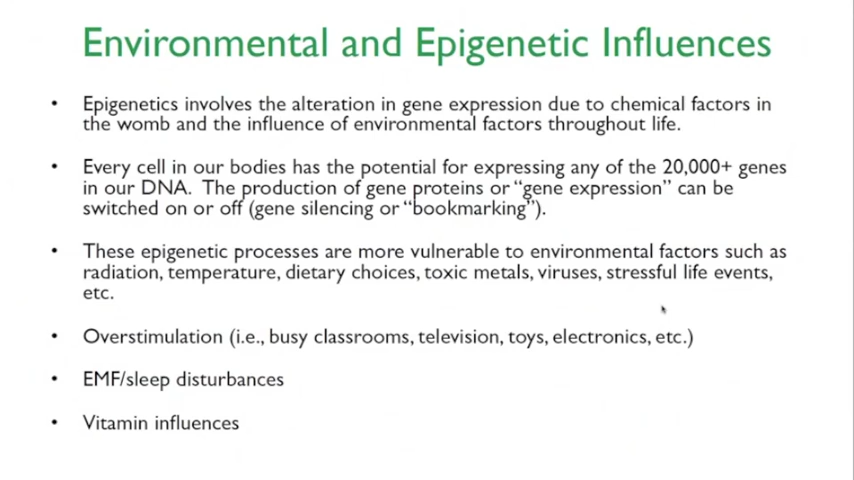 Environmental and Epigenetic Influences
• Epigenetics involves the alteration in gene expression due to chemical factors in
the womb and the influence of environmental factors throughout life.
• Every cell in our bodies has the potential for expressing any of the 20,000+ genes
in our DNA. The production of gene proteins or “gene expression” can be
switched on or off (gene silencing or “bookmarking”).
• These epigenetic processes are more vulnerable to environmental factors such as
radiation, temperature, dietary choices, toxic metals, viruses, stressful life events,
etc.
• Overstimulation (i.e., busy classrooms, television, toys, electronics, etc.)
• EMF/sleep disturbances
• Vitamin influences